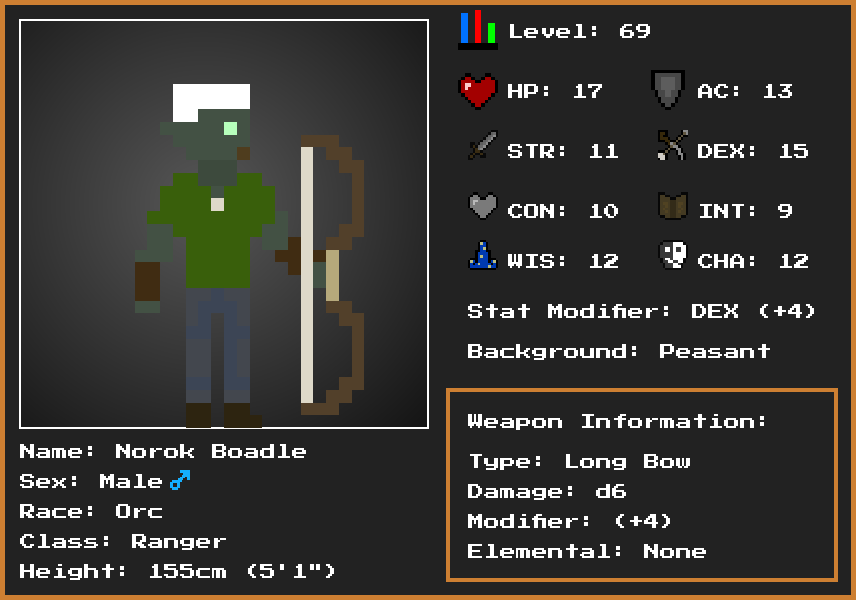 Level: 69
HP: 17
AC: 13
STR: 11
DEX: 15
CON: 10
INT: 9
WIS: 12
CHA: 12
Stat Modifier: DEX (+4)
Background: Peasant
Weapon Information:
Type: Long Bow
Damage: d6
Modifier: (+4)
Elemental: None
Name: Norok Boadle
Sex: Male ♂
Race: Orc
Class: Ranger
Height: 155cm (5'1")